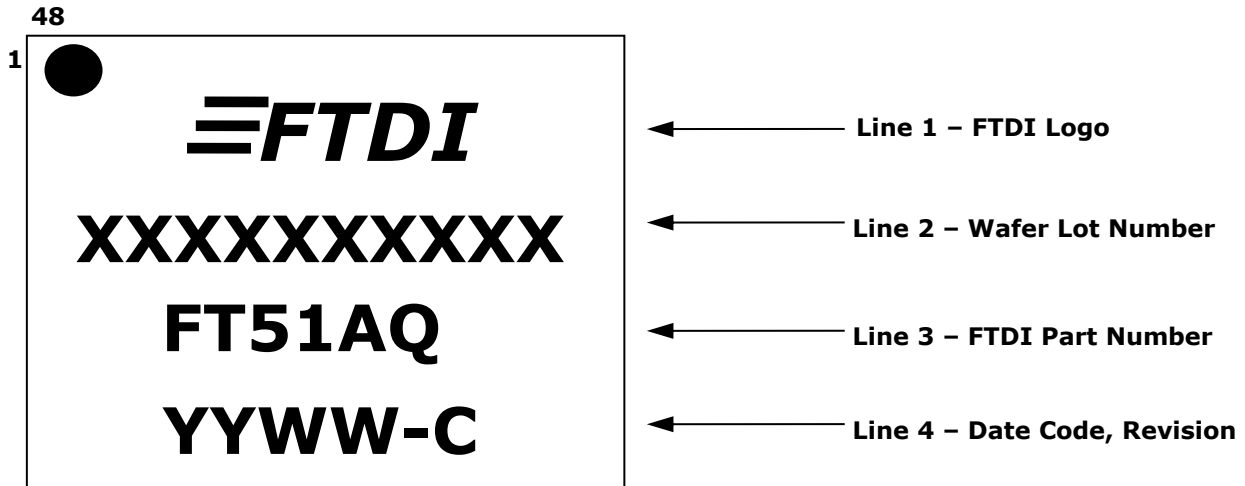 48
1
FTDI
Line 1 – FTDI Logo
XXXXXXXXXX
Line 2 – Wafer Lot Number
FT51AQ
Line 3 – FTDI Part Number
YYWW-C
Line 4 – Date Code, Revision